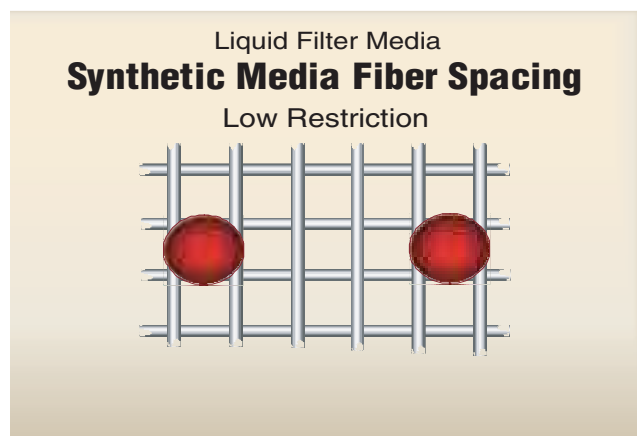 Liquid Filter Media
Synthetic Media Fiber Spacing
Low Restriction